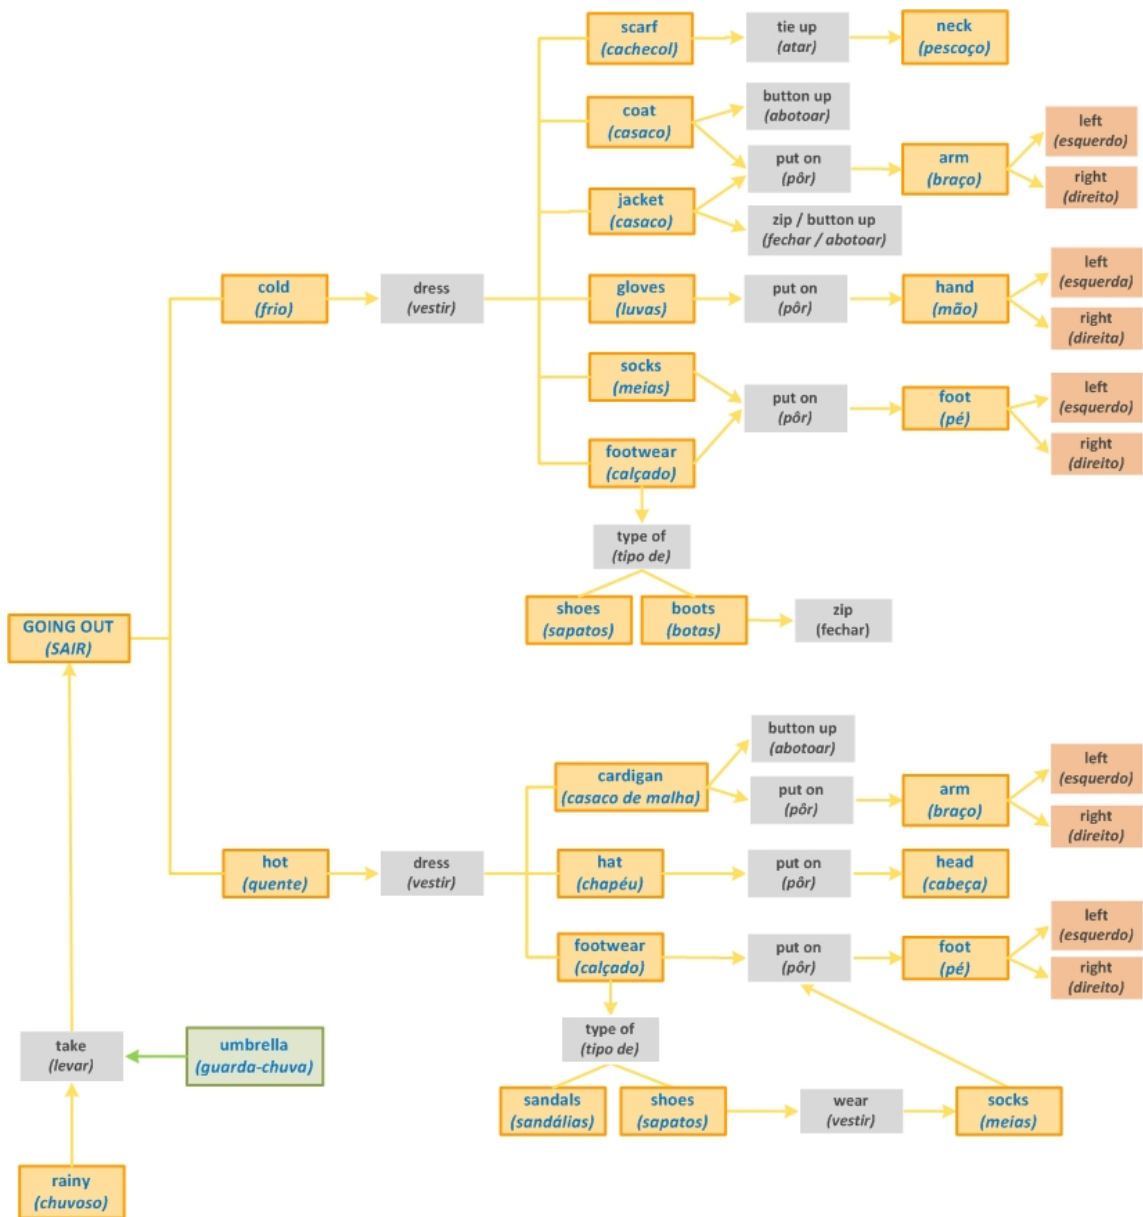 scarf
(cachecol)
tie up
(atar)
neck
(pescoço)
coat
(casaco)
button up
(abotoar)
put on
(pôr)
arm
(braço)
left
(esquerdo)
right
(direito)
jacket
(casaco)
zip / button up
(fechar / abotoar)
cold
(frio)
dress
(vestir)
gloves
(luvas)
put on
(pôr)
hand
(mão)
left
(esquerda)
right
(direita)
socks
(meias)
put on
(pôr)
foot
(pé)
left
(esquerdo)
right
(direito)
footwear
(calçado)
type of
(tipo de)
shoes
(sapatos)
boots
(botas)
zip
(fechar)
GOING OUT
(SAIR)
cardigan
(casaco de malha)
button up
(abotoar)
put on
(pôr)
arm
(braço)
left
(esquerdo)
right
(direito)
hot
(quente)
dress
(vestir)
hat
(chapéu)
put on
(pôr)
head
(cabeça)
footwear
(calçado)
put on
(pôr)
foot
(pé)
left
(esquerdo)
right
(direito)
type of
(tipo de)
take
(levar)
umbrella
(guarda-chuva)
sandals
(sandálias)
shoes
(sapatos)
wear
(vestir)
socks
(meias)
rainy
(chuvoso)